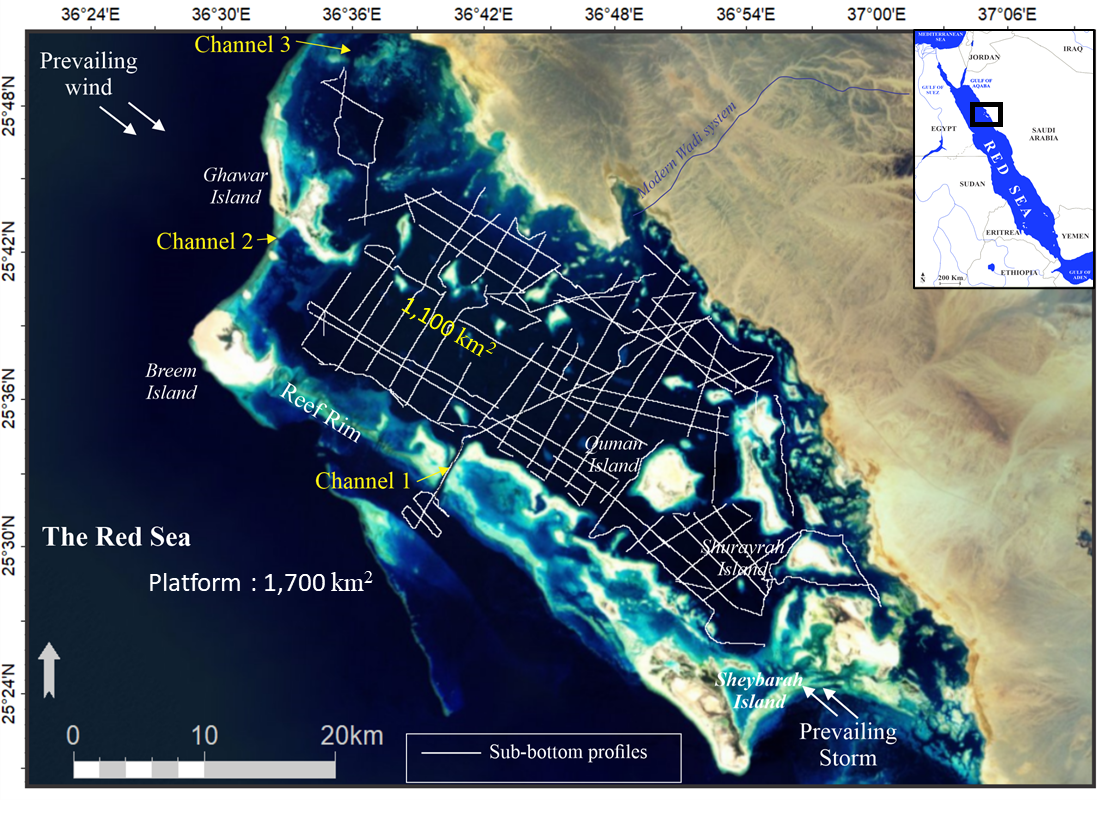 36°24'E 36°30'E 36°36'E 36°42'E 36°48'E 36°54'E 37°00'E 37°06'E
25°48'N
25°42'N
25°36'N
25°30'N
25°24'N
Channel 3
Prevailing
wind
Ghawar
Island
Channel 2
Modern Wadi system
1,100 km²
Breem
Island
Reef Rim
Channel 1
Quman
Island
The Red Sea
Shurayrah
Island
Platform : 1,700 km²
Sheybarah
Island
Prevailing
Storm
0 10 20km
Sub-bottom profiles
MEDITERRANEAN
SEA
IRAQ
JORDAN
GULF OF
SUEZ
GULF OF
AQABA
EGYPT
SAUDI
ARABIA
RED SEA
SUDAN
ERITREA
YEMEN
ETHIOPIA
GULF OF
ADEN
N
200 Km